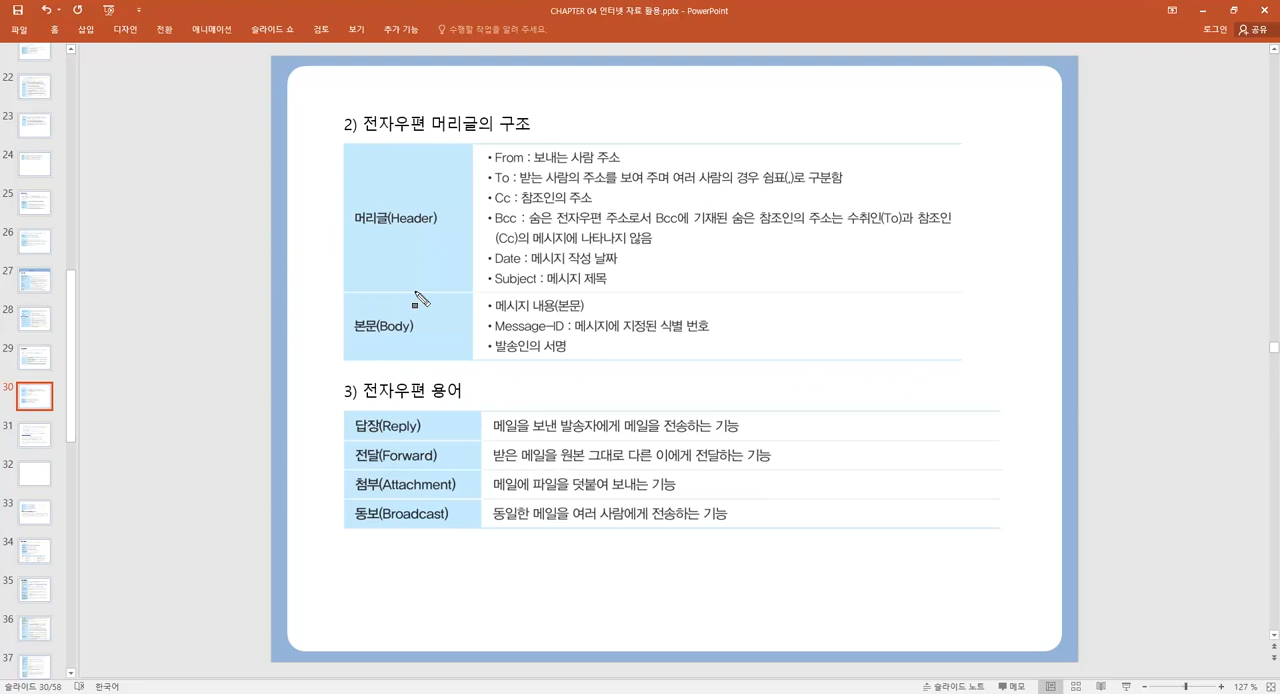 CHAPTER 04 인터넷 자료 활용.pptx - PowerPoint
파일 홈 삽입 디자인 전환 애니메이션 슬라이드 쇼 검토 보기 추가 기능 수행할 작업을 알려 주세요.
로그인 공유
22
23
24
25
26
27
28
29
30
31
32
33
34
35
36
37
2) 전자우편 머리글의 구조
머리글(Header)
• From : 보내는 사람 주소
• To : 받는 사람의 주소를 보여 주며 여러 사람의 경우 쉼표(,)로 구분함
• Cc : 참조인의 주소
• Bcc : 숨은 전자우편 주소로서 Bcc에 기재된 숨은 참조인의 주소는 수취인(To)과 참조인
(Cc)의 메시지에 나타나지 않음
• Date : 메시지 작성 날짜
• Subject : 메시지 제목
본문(Body)
• 메시지 내용(본문)
• Message-ID : 메시지에 지정된 식별 번호
• 발송인의 서명
3) 전자우편 용어
답장(Reply) 메일을 보낸 발송자에게 메일을 전송하는 기능
전달(Forward) 받은 메일을 원본 그대로 다른 이에게 전달하는 기능
첨부(Attachment) 메일에 파일을 덧붙여 보내는 기능
동보(Broadcast) 동일한 메일을 여러 사람에게 전송하는 기능
슬라이드 30/58 한국어 슬라이드 노트 메모 127 %